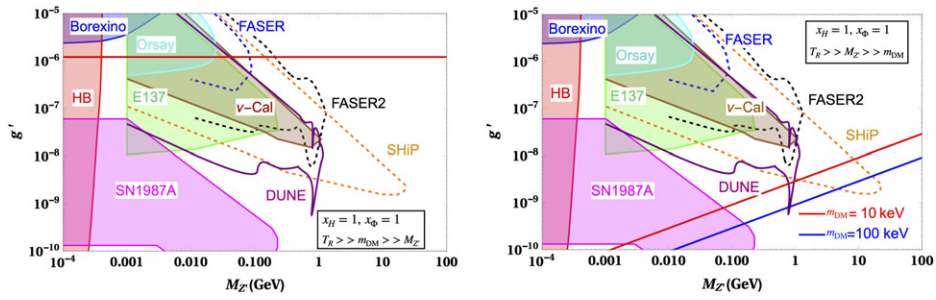 10⁻⁵
10⁻⁶
10⁻⁷
10⁻⁸
10⁻⁹
10⁻¹⁰
g'
Borexino
Orsay
FASER
HB
E137
ν-Cal
FASER2
SHiP
SN1987A
DUNE
x_H = 1, x_Φ = 1
T_R >> m_DM >> M_Z'
10⁻⁴ 0.001 0.010 0.100 1 10 100
M_Z' (GeV)
10⁻⁵
10⁻⁶
10⁻⁷
10⁻⁸
10⁻⁹
10⁻¹⁰
g'
Borexino
Orsay
FASER
x_H = 1, x_Φ = 1
T_R >> M_Z' >> m_DM
HB
E137
ν-Cal
FASER2
SHiP
SN1987A
DUNE
m_DM = 10 keV
m_DM=100 keV
10⁻⁴ 0.001 0.010 0.100 1 10 100
M_Z' (GeV)